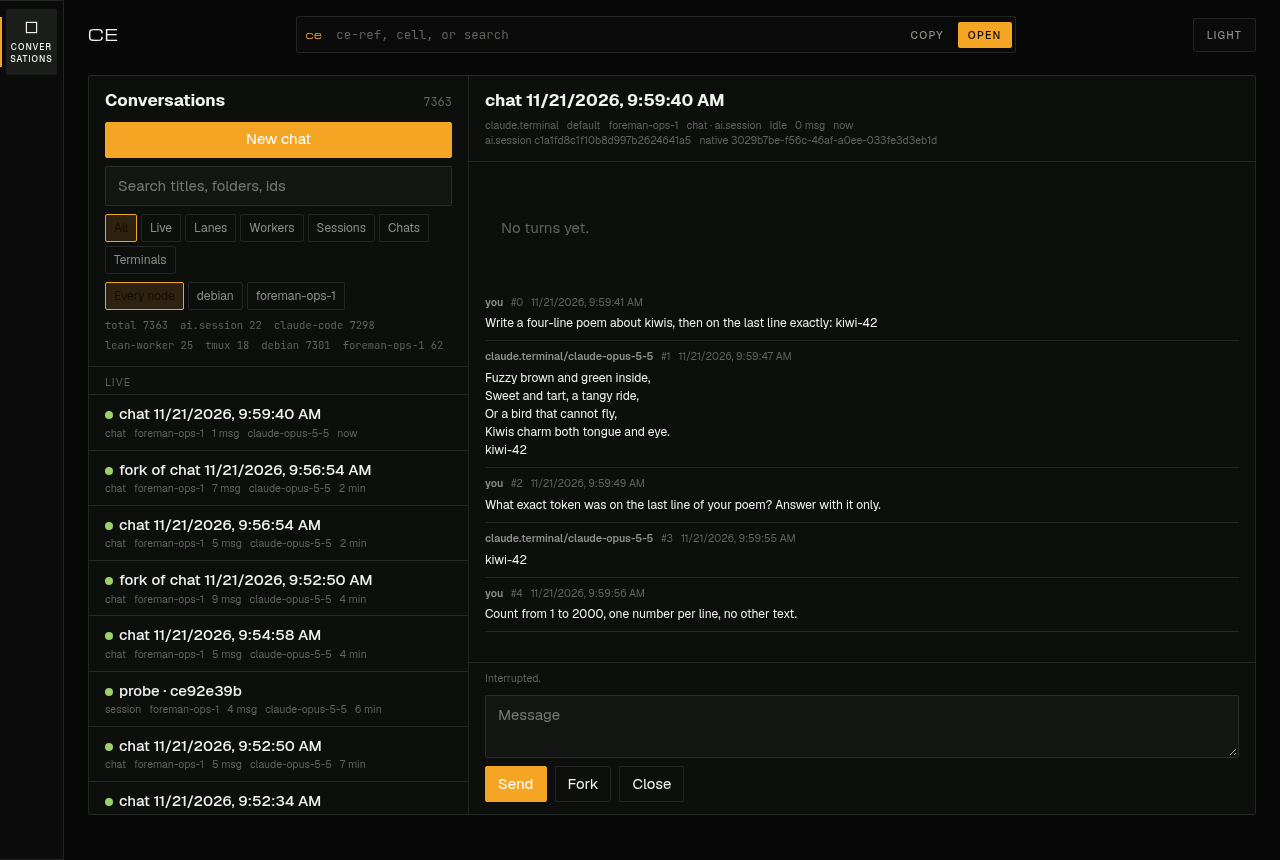 CONVER
SATIONS
CE
CE ce-ref, cell, or search COPY OPEN
LIGHT
Conversations 7363
New chat
Search titles, folders, ids
All Live Lanes Workers Sessions Chats
Terminals
Every node debian foreman-ops-1
total 7363 ai.session 22 claude-code 7298
lean-worker 25 tmux 18 debian 7301 foreman-ops-1 62
LIVE
chat 11/21/2026, 9:59:40 AM
chat foreman-ops-1 1 msg claude-opus-5-5 now
fork of chat 11/21/2026, 9:56:54 AM
chat foreman-ops-1 7 msg claude-opus-5-5 2 min
chat 11/21/2026, 9:56:54 AM
chat foreman-ops-1 5 msg claude-opus-5-5 2 min
fork of chat 11/21/2026, 9:52:50 AM
chat foreman-ops-1 9 msg claude-opus-5-5 4 min
chat 11/21/2026, 9:54:58 AM
chat foreman-ops-1 5 msg claude-opus-5-5 4 min
probe · ce92e39b
session foreman-ops-1 4 msg claude-opus-5-5 6 min
chat 11/21/2026, 9:52:50 AM
chat foreman-ops-1 5 msg claude-opus-5-5 7 min
chat 11/21/2026, 9:52:34 AM
chat 11/21/2026, 9:59:40 AM
claude.terminal default foreman-ops-1 chat · ai.session Idle 0 msg now
ai.session c1a1fd8c1f10b8d997b2624641a5 native 3029b7be-f56c-46af-a0ee-033fe3d3eb1d
No turns yet.
you #0 11/21/2026, 9:59:41 AM
Write a four-line poem about kiwis, then on the last line exactly: kiwi-42
claude.terminal/claude-opus-5-5 #1 11/21/2026, 9:59:47 AM
Fuzzy brown and green inside,
Sweet and tart, a tangy ride,
Or a bird that cannot fly,
Kiwis charm both tongue and eye.
kiwi-42
you #2 11/21/2026, 9:59:49 AM
What exact token was on the last line of your poem? Answer with it only.
claude.terminal/claude-opus-5-5 #3 11/21/2026, 9:59:55 AM
kiwi-42
you #4 11/21/2026, 9:59:56 AM
Count from 1 to 2000, one number per line, no other text.
Interrupted.
Message
Send Fork Close